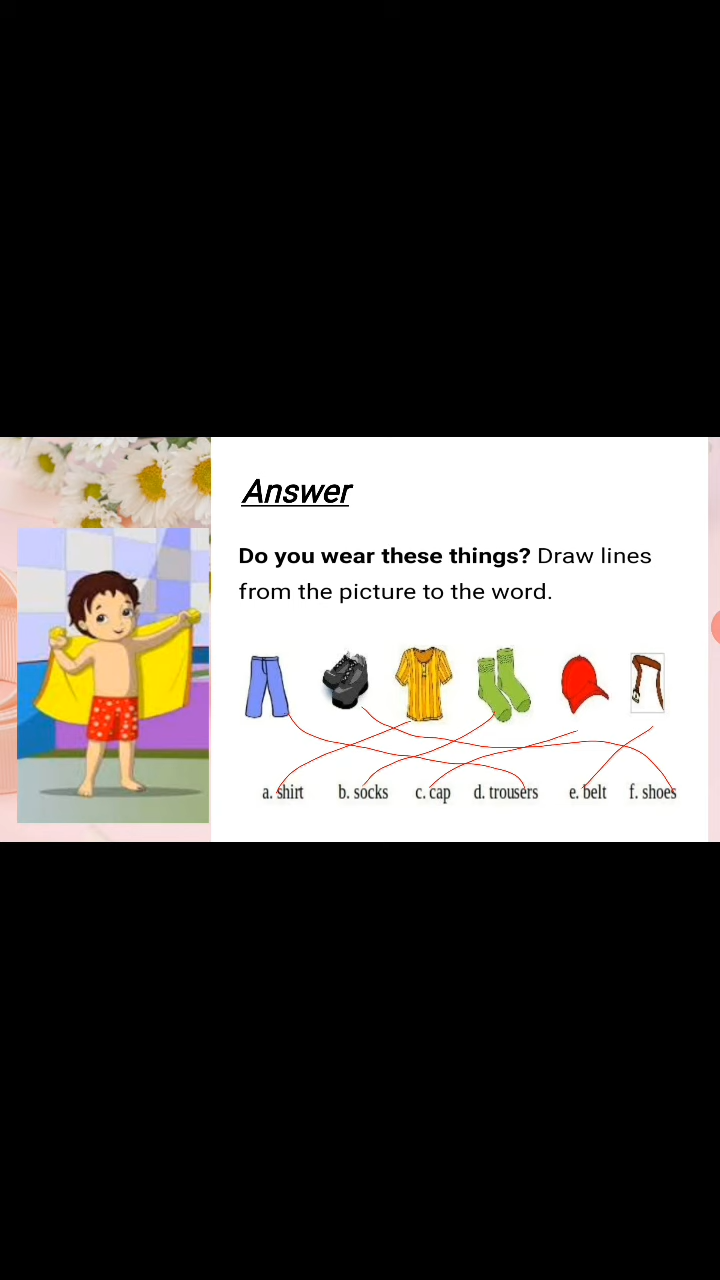 Answer
Do you wear these things? Draw lines
from the picture to the word.
a. shirt b. socks c. cap d. trousers e. belt f. shoes